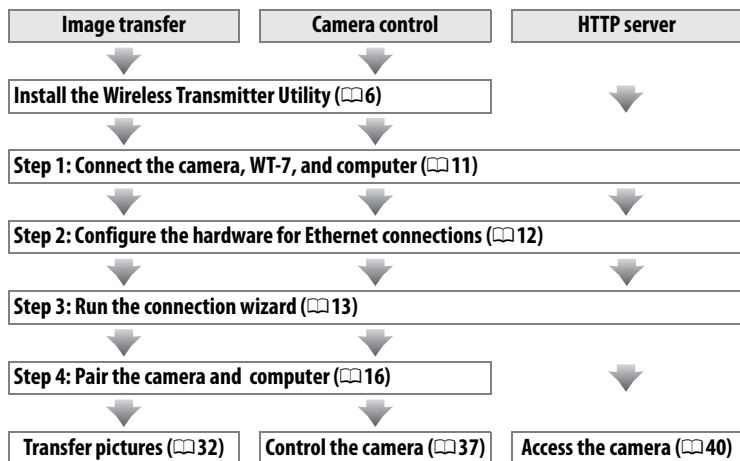 Image transfer
Camera control
HTTP server
Install the Wireless Transmitter Utility (📖6)
Step 1: Connect the camera, WT-7, and computer (📖11)
Step 2: Configure the hardware for Ethernet connections (📖12)
Step 3: Run the connection wizard (📖13)
Step 4: Pair the camera and computer (📖16)
Transfer pictures (📖32)
Control the camera (📖37)
Access the camera (📖40)